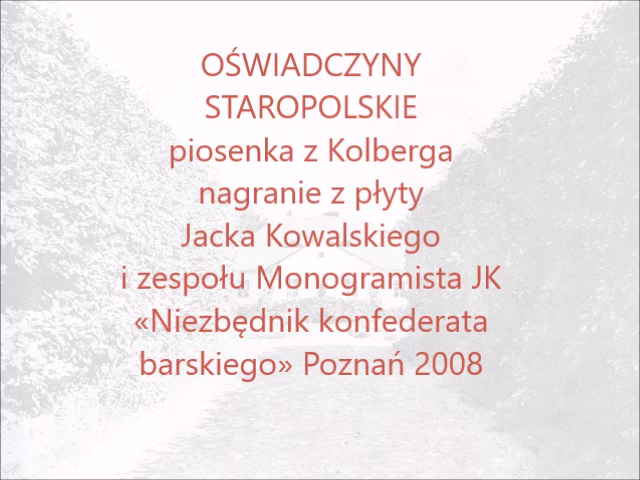 OŚWIADCZYNY
STAROPOLSKIE
piosenka z Kolberga
nagranie z płyty
Jacka Kowalskiego
i zespołu Monogramista JK
«Niezbędnik konfederata
barskiego» Poznań 2008